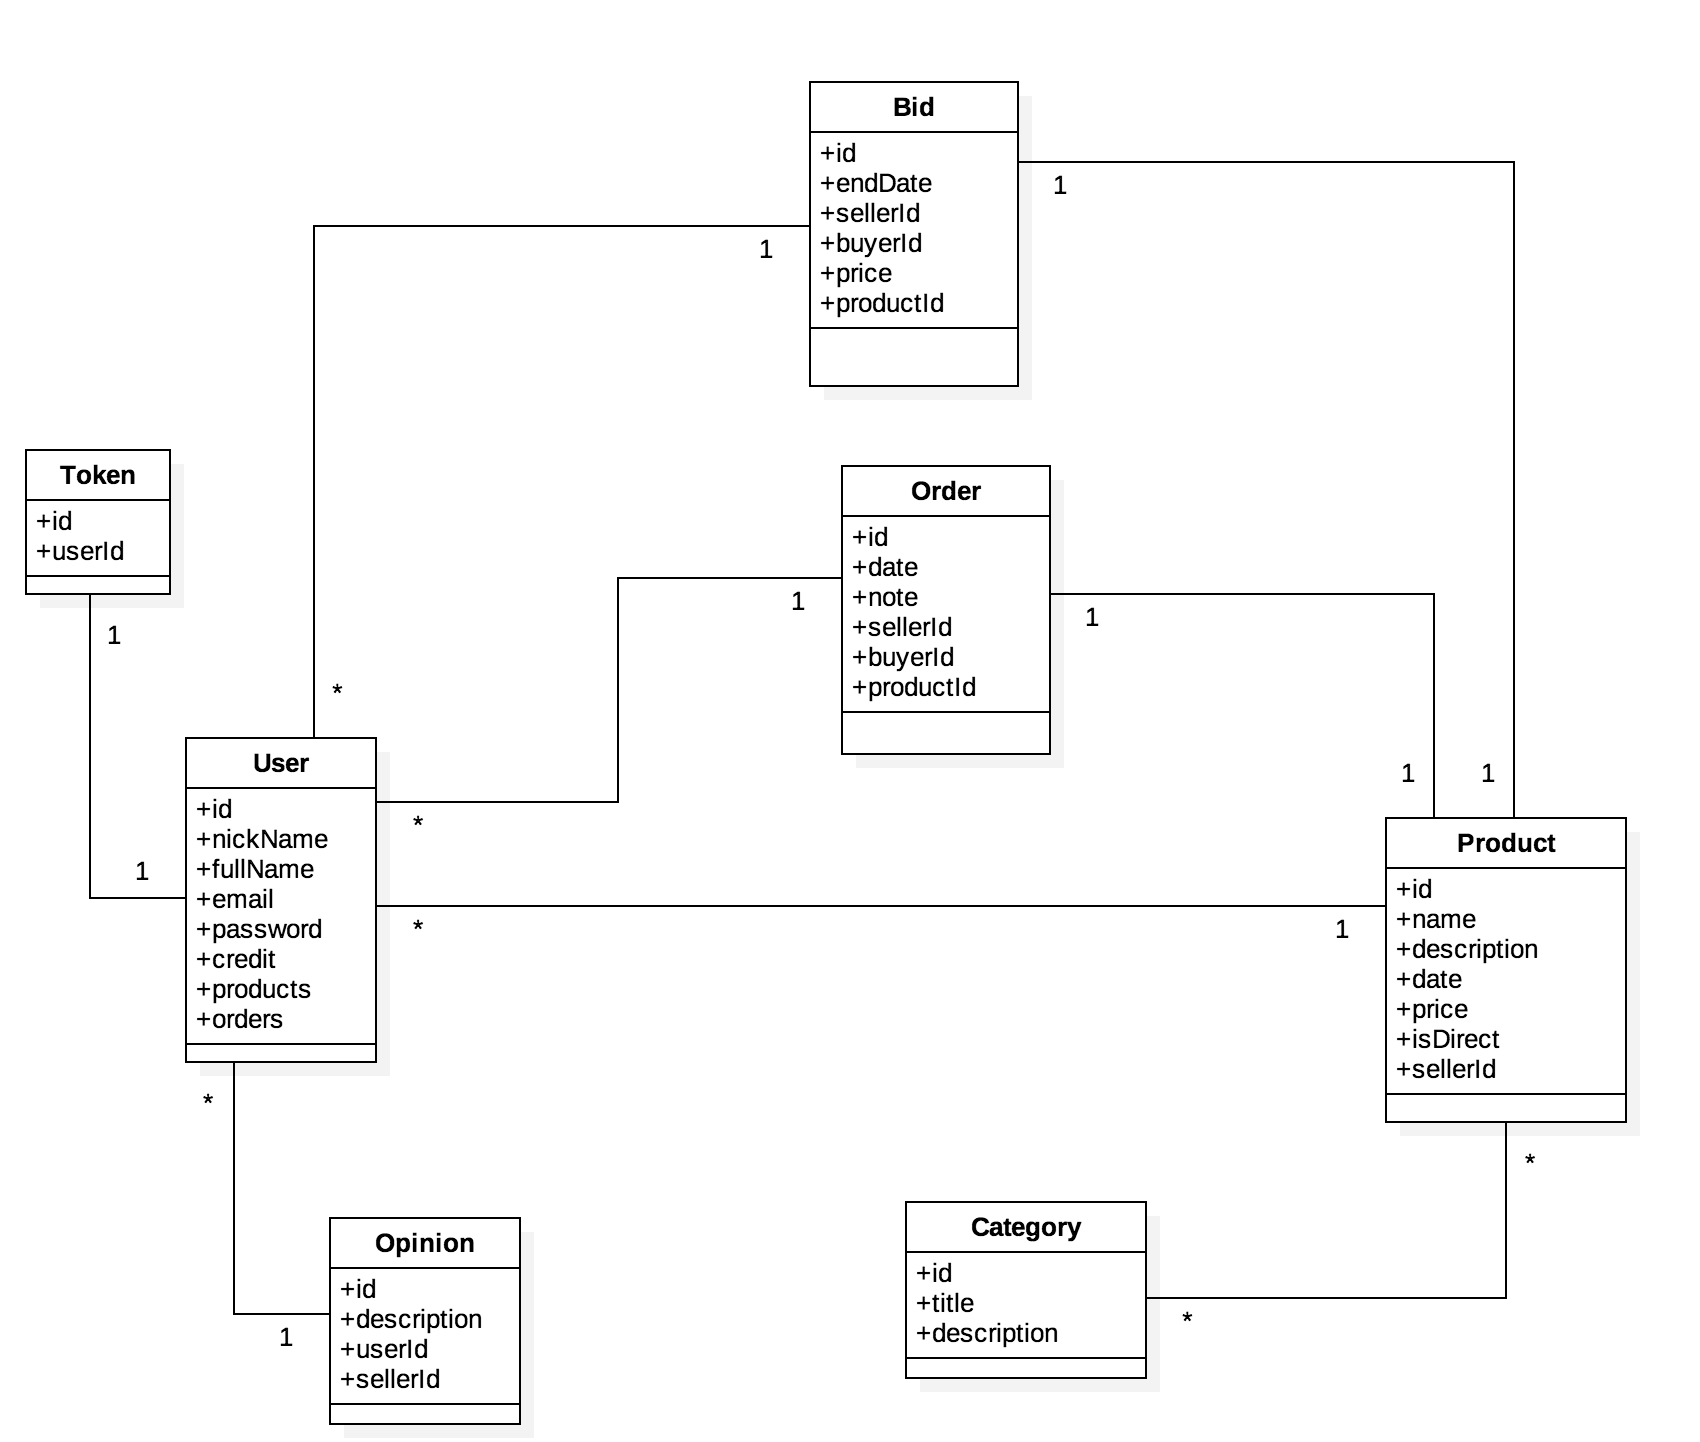 Bid
+id
+endDate
+sellerId
+buyerId
+price
+productId
1
1
Token
+id
+userId
1
Order
+id
+date
+note
+sellerId
+buyerId
+productId
1
1
*
User
+id
+nickName
+fullName
+email
+password
+credit
+products
+orders
*
1
*
1
1
1
Product
+id
+name
+description
+date
+price
+isDirect
+sellerId
*
*
Opinion
+id
+description
+userId
+sellerId
1
Category
+id
+title
+description
*